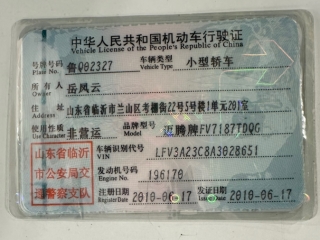 中华人民共和国机动车行驶证
Vehicle License of the People's Republic of China
号牌号码 鲁Q02327 车辆类型 小型轿车
Plate No. Vehicle Type
所有人 岳凤云
Owner
住址 山东省临沂市兰山区考棚街22号5号楼1单元201室
Address
使用性质 非营运 品牌型号 迈腾牌FV7187TDQG
Use Character Model
山东省临沂市公安局交通警察支队
车辆识别代号 LFV3A23C8A3028651
VIN
发动机号码 196170
Engine No.
注册日期 2010-06-17 发证日期 2010-06-17
Register Date Issue Date